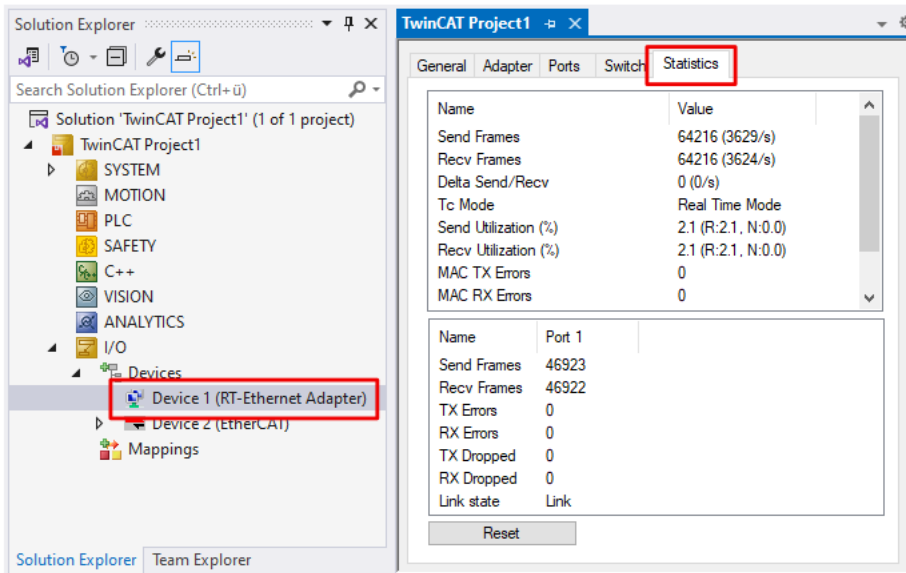 Solution Explorer
Search Solution Explorer (Ctrl+ü)
Solution 'TwinCAT Project1' (1 of 1 project)
TwinCAT Project1
SYSTEM
MOTION
PLC
SAFETY
C++
VISION
ANALYTICS
I/O
Devices
Device 1 (RT-Ethernet Adapter)
Device 2 (EtherCAT)
Mappings
Solution Explorer Team Explorer
TwinCAT Project1
General Adapter Ports Switch Statistics
Name Value
Send Frames 64216 (3629/s)
Recv Frames 64216 (3624/s)
Delta Send/Recv 0 (0/s)
Tc Mode Real Time Mode
Send Utilization (%) 2.1 (R:2.1, N:0.0)
Recv Utilization (%) 2.1 (R:2.1, N:0.0)
MAC TX Errors 0
MAC RX Errors 0
Name Port 1
Send Frames 46923
Recv Frames 46922
TX Errors 0
RX Errors 0
TX Dropped 0
RX Dropped 0
Link state Link
Reset